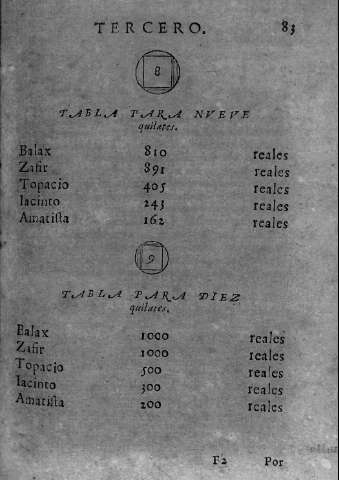 TERCERO. 83
8
TABLA PARA NVEVE
quilates.
Balax 810 reales
Zafir 891 reales
Topacio 405 reales
Iacinto 243 reales
Amatista 162 reales
9
TABLA PARA DIEZ
quilates.
Balax 1000 reales
Zafir 1000 reales
Topacio 500 reales
Iacinto 300 reales
Amatista 200 reales
F2 Por